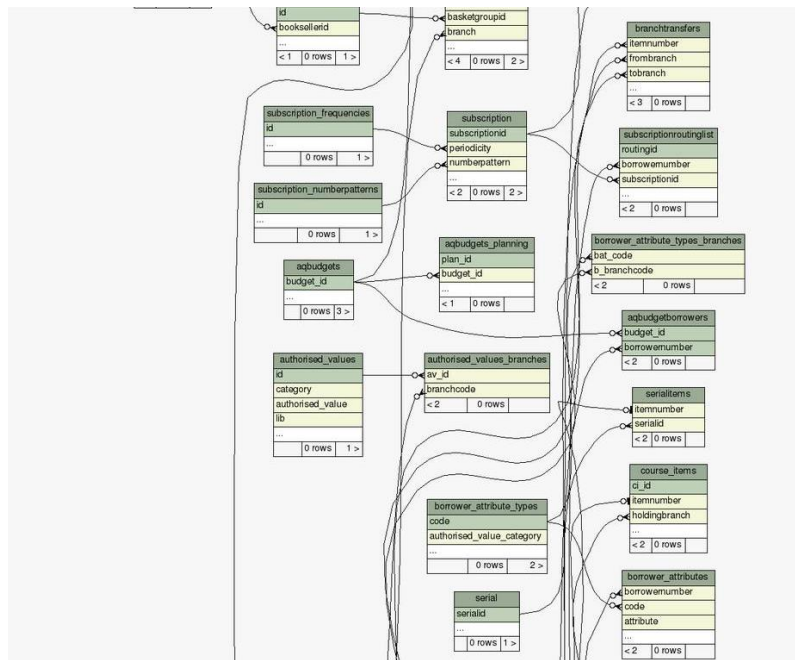 id
booksellerid
...
< 1 0 rows 1 >
basketgroupid
branch
...
< 4 0 rows 2 >
branchtransfers
itemnumber
frombranch
tobranch
...
< 3 0 rows
subscription_frequencies
id
...
0 rows 1 >
subscription
subscriptionid
periodicity
numberpattern
...
< 2 0 rows 2 >
subscriptionroutinglist
routingid
borrowernumber
subscriptionid
...
< 2 0 rows
subscription_numberpatterns
id
...
0 rows 1 >
aqbudgets
budget_id
...
0 rows 3 >
aqbudgets_planning
plan_id
budget_id
...
< 1 0 rows
borrower_attribute_types_branches
bat_code
b_branchcode
< 2 0 rows
aqbudgetborrowers
budget_id
borrowernumber
< 2 0 rows
authorised_values
id
category
authorised_value
lib
...
0 rows 1 >
authorised_values_branches
av_id
branchcode
< 2 0 rows
serialitems
itemnumber
serialid
< 2 0 rows
course_items
ci_id
itemnumber
holdingbranch
...
< 2 0 rows
borrower_attribute_types
code
authorised_value_category
...
0 rows 2 >
serial
serialid
...
0 rows 1 >
borrower_attributes
borrowernumber
code
attribute
...
< 2 0 rows